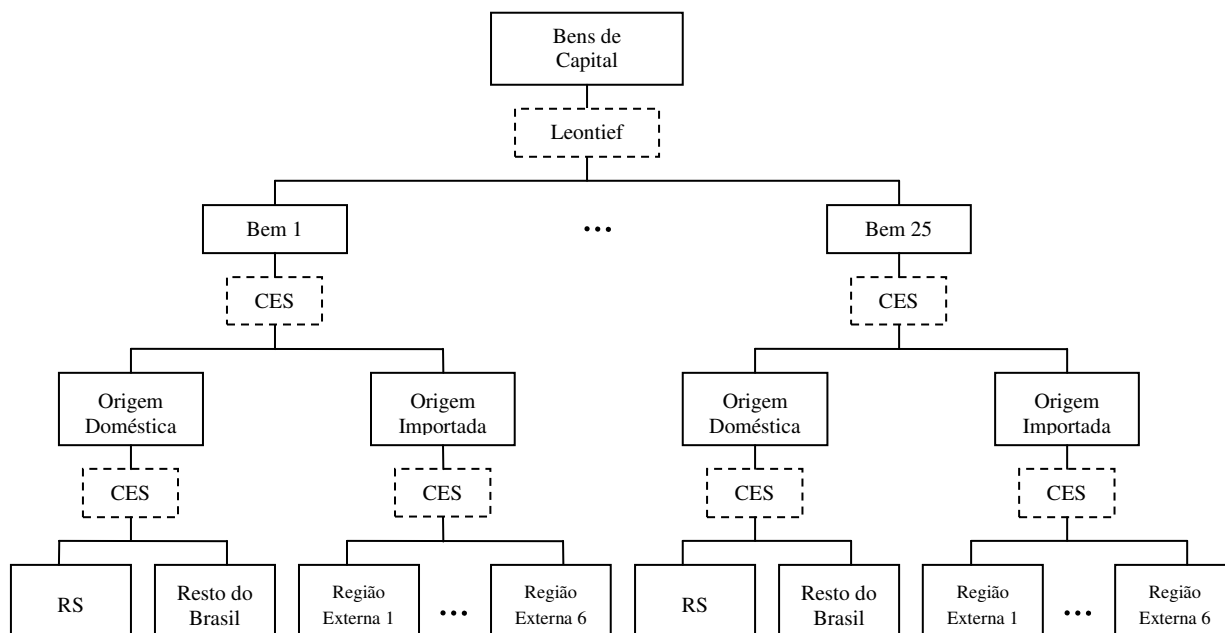 Bens de
Capital
Leontief
Bem 1
...
Bem 25
CES
CES
Origem
Doméstica
Origem
Importada
Origem
Doméstica
Origem
Importada
CES
CES
CES
CES
RS
Resto do
Brasil
Região
Externa 1
...
Região
Externa 6
RS
Resto do
Brasil
Região
Externa 1
...
Região
Externa 6